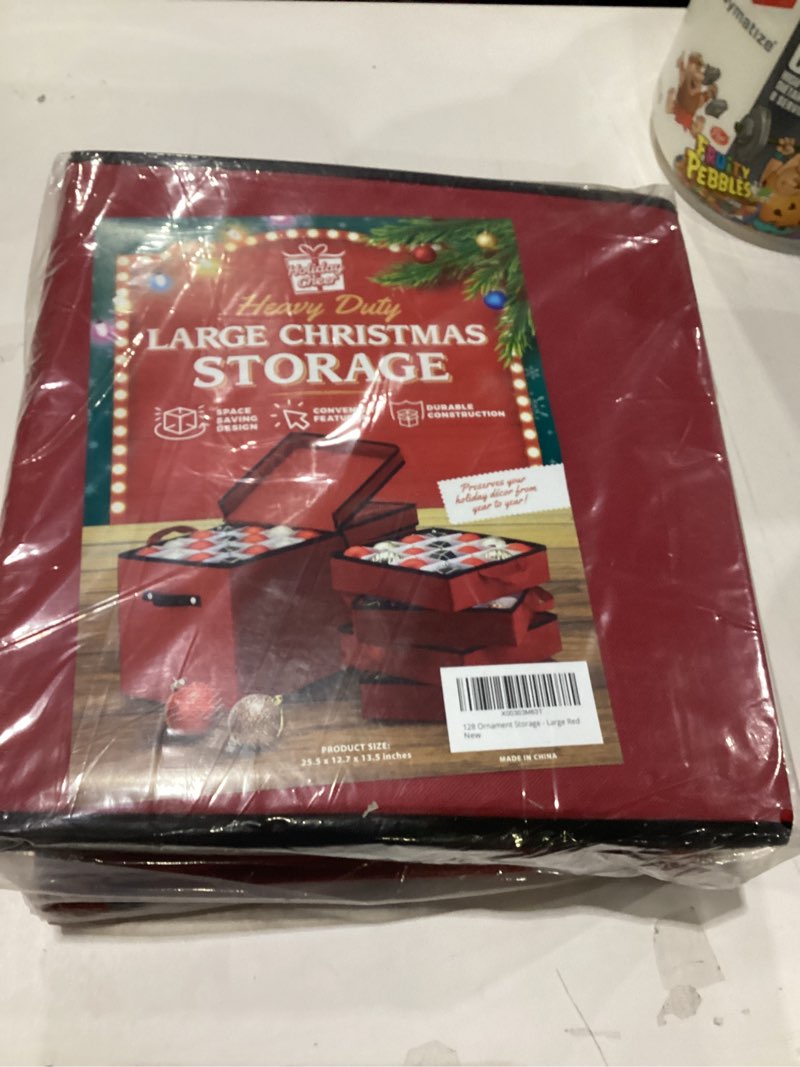 ymatize
FRUITY
PEBBLES
Holiday
Cheer
Heavy Duty
LARGE CHRISTMAS
STORAGE
SPACE
SAVING
DESIGN
DURABLE
CONSTRUCTION
Preserves your
holiday décor from
year to year!
128 Ornament Storage - Large Red
New
PRODUCT SIZE:
25.5 x 12.7 x 13.5 Inches
MADE IN CHINA